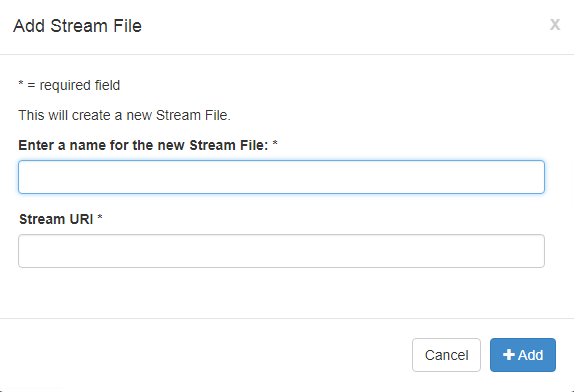 Add Stream File
x
* = required field
This will create a new Stream File.
Enter a name for the new Stream File: *
Stream URI *
Cancel
+ Add